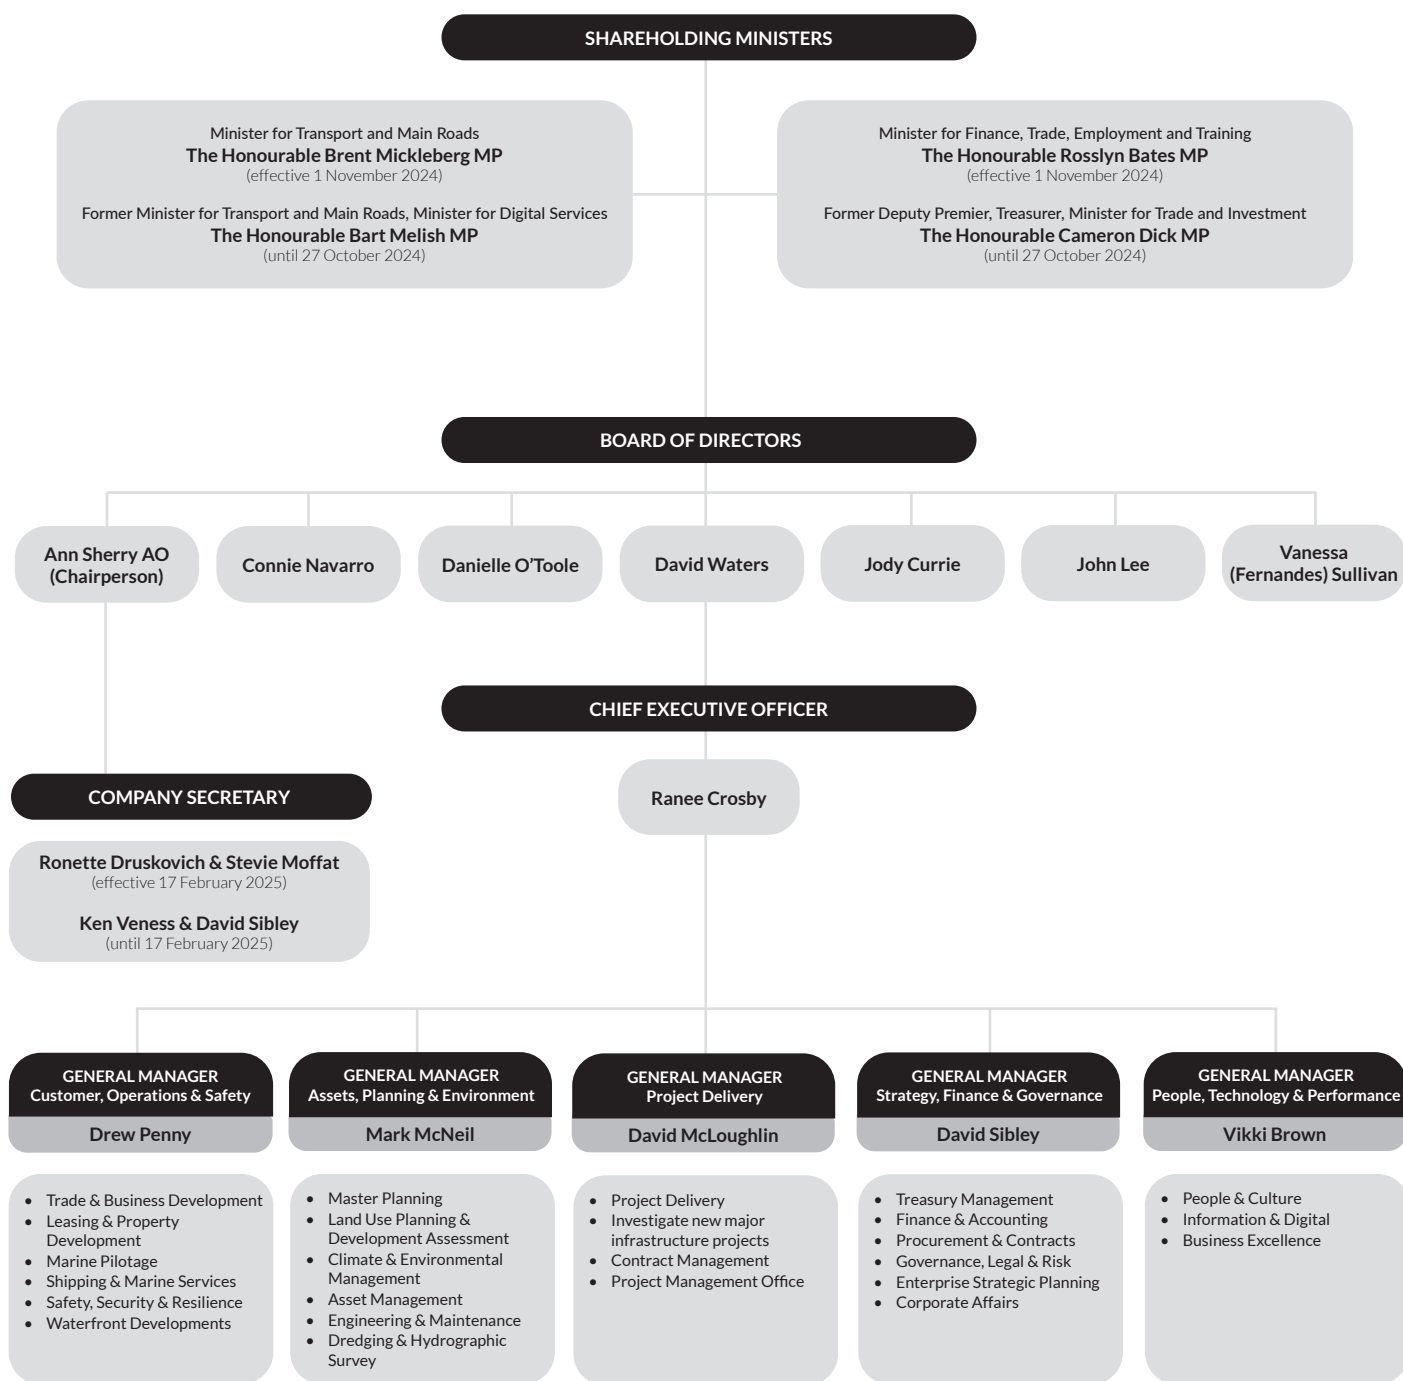 SHAREHOLDING MINISTERS
Minister for Transport and Main Roads
The Honourable Brent Mickleberg MP
(effective 1 November 2024)
Former Minister for Transport and Main Roads, Minister for Digital Services
The Honourable Bart Melish MP
(until 27 October 2024)
Minister for Finance, Trade, Employment and Training
The Honourable Rosslyn Bates MP
(effective 1 November 2024)
Former Deputy Premier, Treasurer, Minister for Trade and Investment
The Honourable Cameron Dick MP
(until 27 October 2024)
BOARD OF DIRECTORS
Ann Sherry AO
(Chairperson)
Connie Navarro
Danielle O'Toole
David Waters
Jody Currie
John Lee
Vanessa
(Fernandes) Sullivan
CHIEF EXECUTIVE OFFICER
Ranee Crosby
COMPANY SECRETARY
Ronette Druskovich & Stevie Moffat
(effective 17 February 2025)
Ken Veness & David Sibley
(until 17 February 2025)
GENERAL MANAGER
Customer, Operations & Safety
Drew Penny
• Trade & Business Development
• Leasing & Property
Development
• Marine Pilotage
• Shipping & Marine Services
• Safety, Security & Resilience
• Waterfront Developments
GENERAL MANAGER
Assets, Planning & Environment
Mark McNeil
• Master Planning
• Land Use Planning &
Development Assessment
• Climate & Environmental
Management
• Asset Management
• Engineering & Maintenance
• Dredging & Hydrographic
Survey
GENERAL MANAGER
Project Delivery
David McLoughlin
• Project Delivery
• Investigate new major
infrastructure projects
• Contract Management
• Project Management Office
GENERAL MANAGER
Strategy, Finance & Governance
David Sibley
• Treasury Management
• Finance & Accounting
• Procurement & Contracts
• Governance, Legal & Risk
• Enterprise Strategic Planning
• Corporate Affairs
GENERAL MANAGER
People, Technology & Performance
Vikki Brown
• People & Culture
• Information & Digital
• Business Excellence